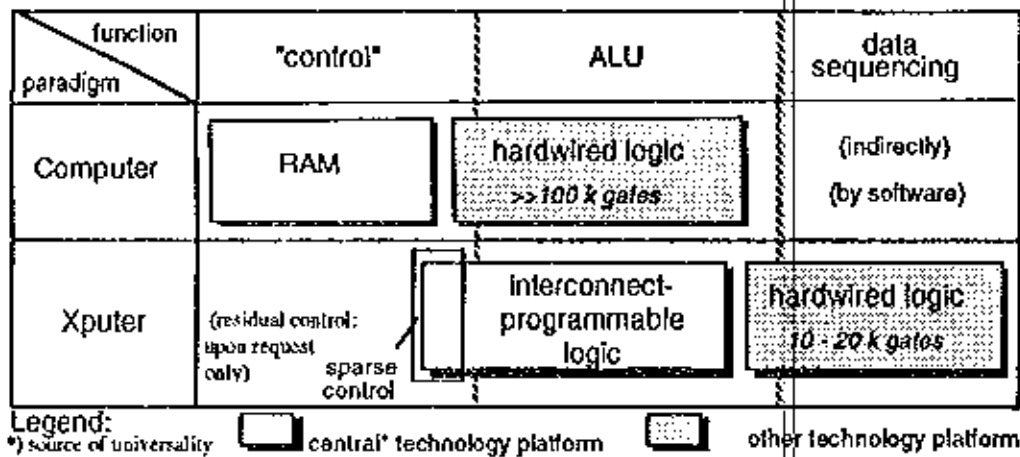 function
paradigm
"control"
ALU
data
sequencing
Computer
RAM
hardwired logic
>>100 k gates
(indirectly)
(by software)
Xputer
(residual control:
upon request
only)
sparse
control
interconnect-
programmable
logic
hardwired logic
10 - 20 k gates
Legend:
*) source of universality
central* technology platform
other technology platform